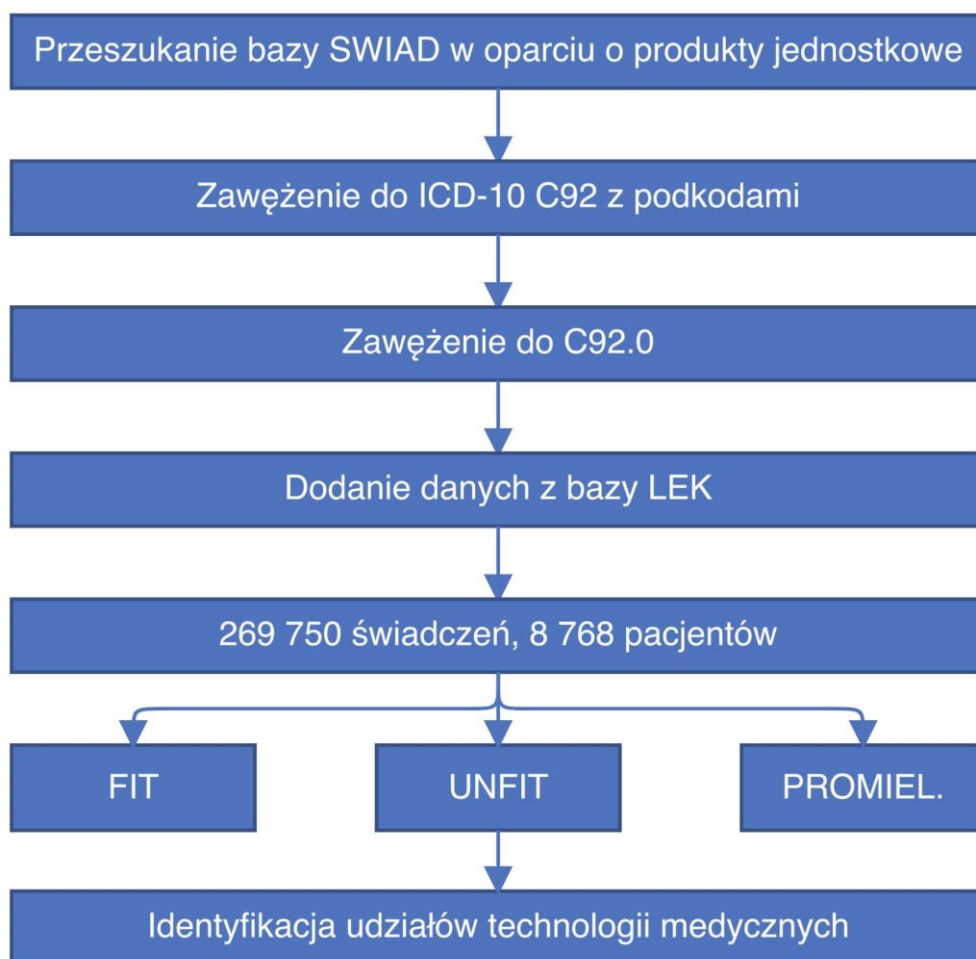 Przeszukanie bazy SWIAD w oparciu o produkty jednostkowe
Zawężenie do ICD-10 C92 z podkodami
Zawężenie do C92.0
Dodanie danych z bazy LEK
269 750 świadczeń, 8 768 pacjentów
FIT
UNFIT
PROMIEL.
Identyfikacja udziałów technologii medycznych